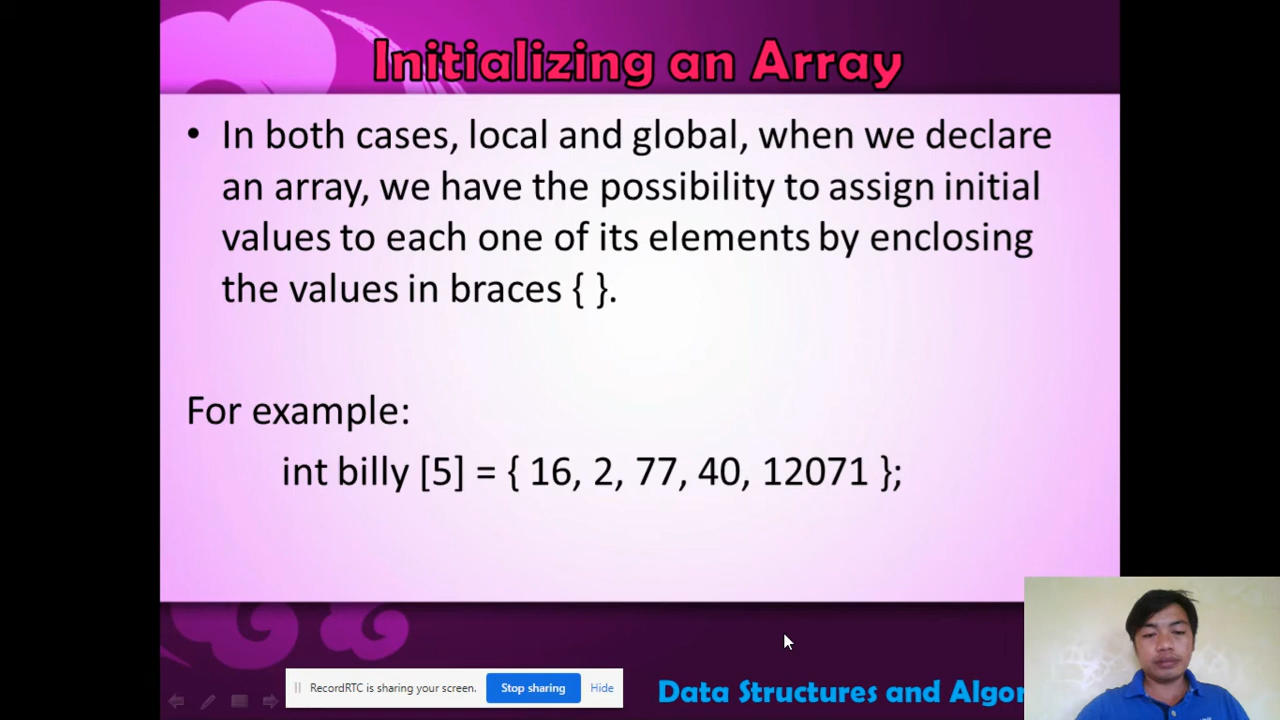 Initializing an Array
• In both cases, local and global, when we declare
an array, we have the possibility to assign initial
values to each one of its elements by enclosing
the values in braces { }.
For example:
int billy [5] = { 16, 2, 77, 40, 12071 };
RecordRTC is sharing your screen. Stop sharing Hide
Data Structures and Algor